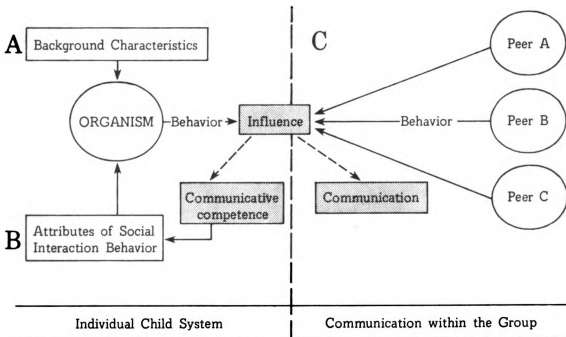 A
Background Characteristics
C
Peer A
ORGANISM
Behavior
Influence
Behavior
Peer B
Communicative
competence
Communication
Peer C
B
Attributes of Social
Interaction Behavior
Individual Child System
Communication within the Group